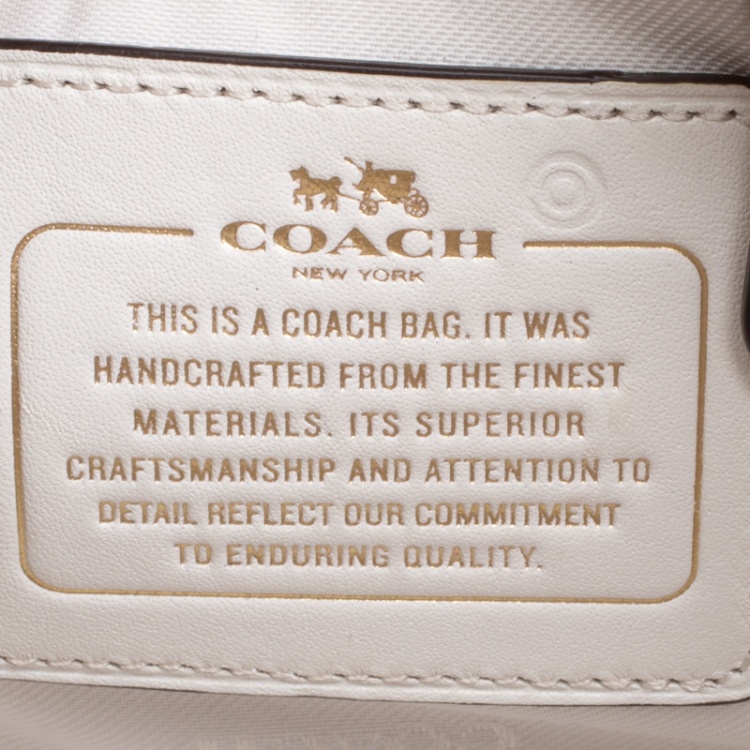 COACH
NEW YORK
THIS IS A COACH BAG. IT WAS
HANDCRAFTED FROM THE FINEST
MATERIALS. ITS SUPERIOR
CRAFTSMANSHIP AND ATTENTION TO
DETAIL REFLECT OUR COMMITMENT
TO ENDURING QUALITY.